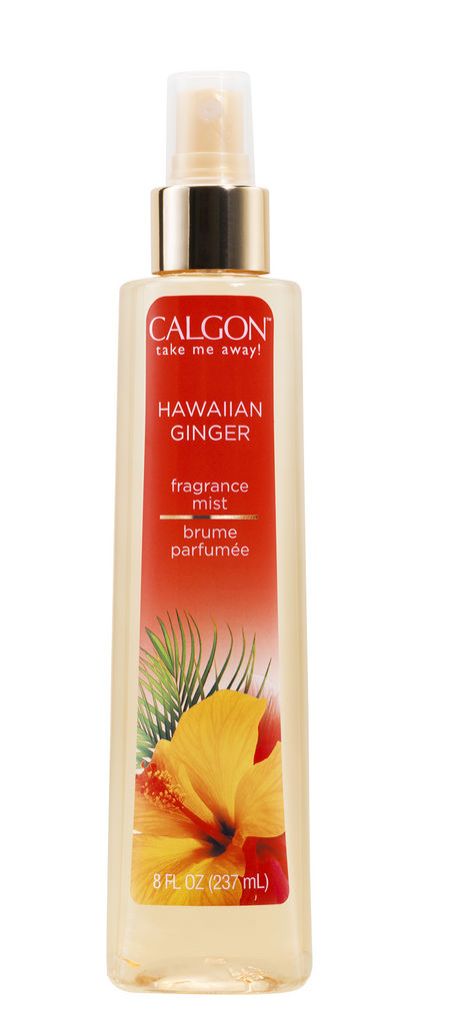 CALGON™
take me away!
HAWAIIAN
GINGER
fragrance
mist
brume
parfumée
8 FL OZ (237 mL)